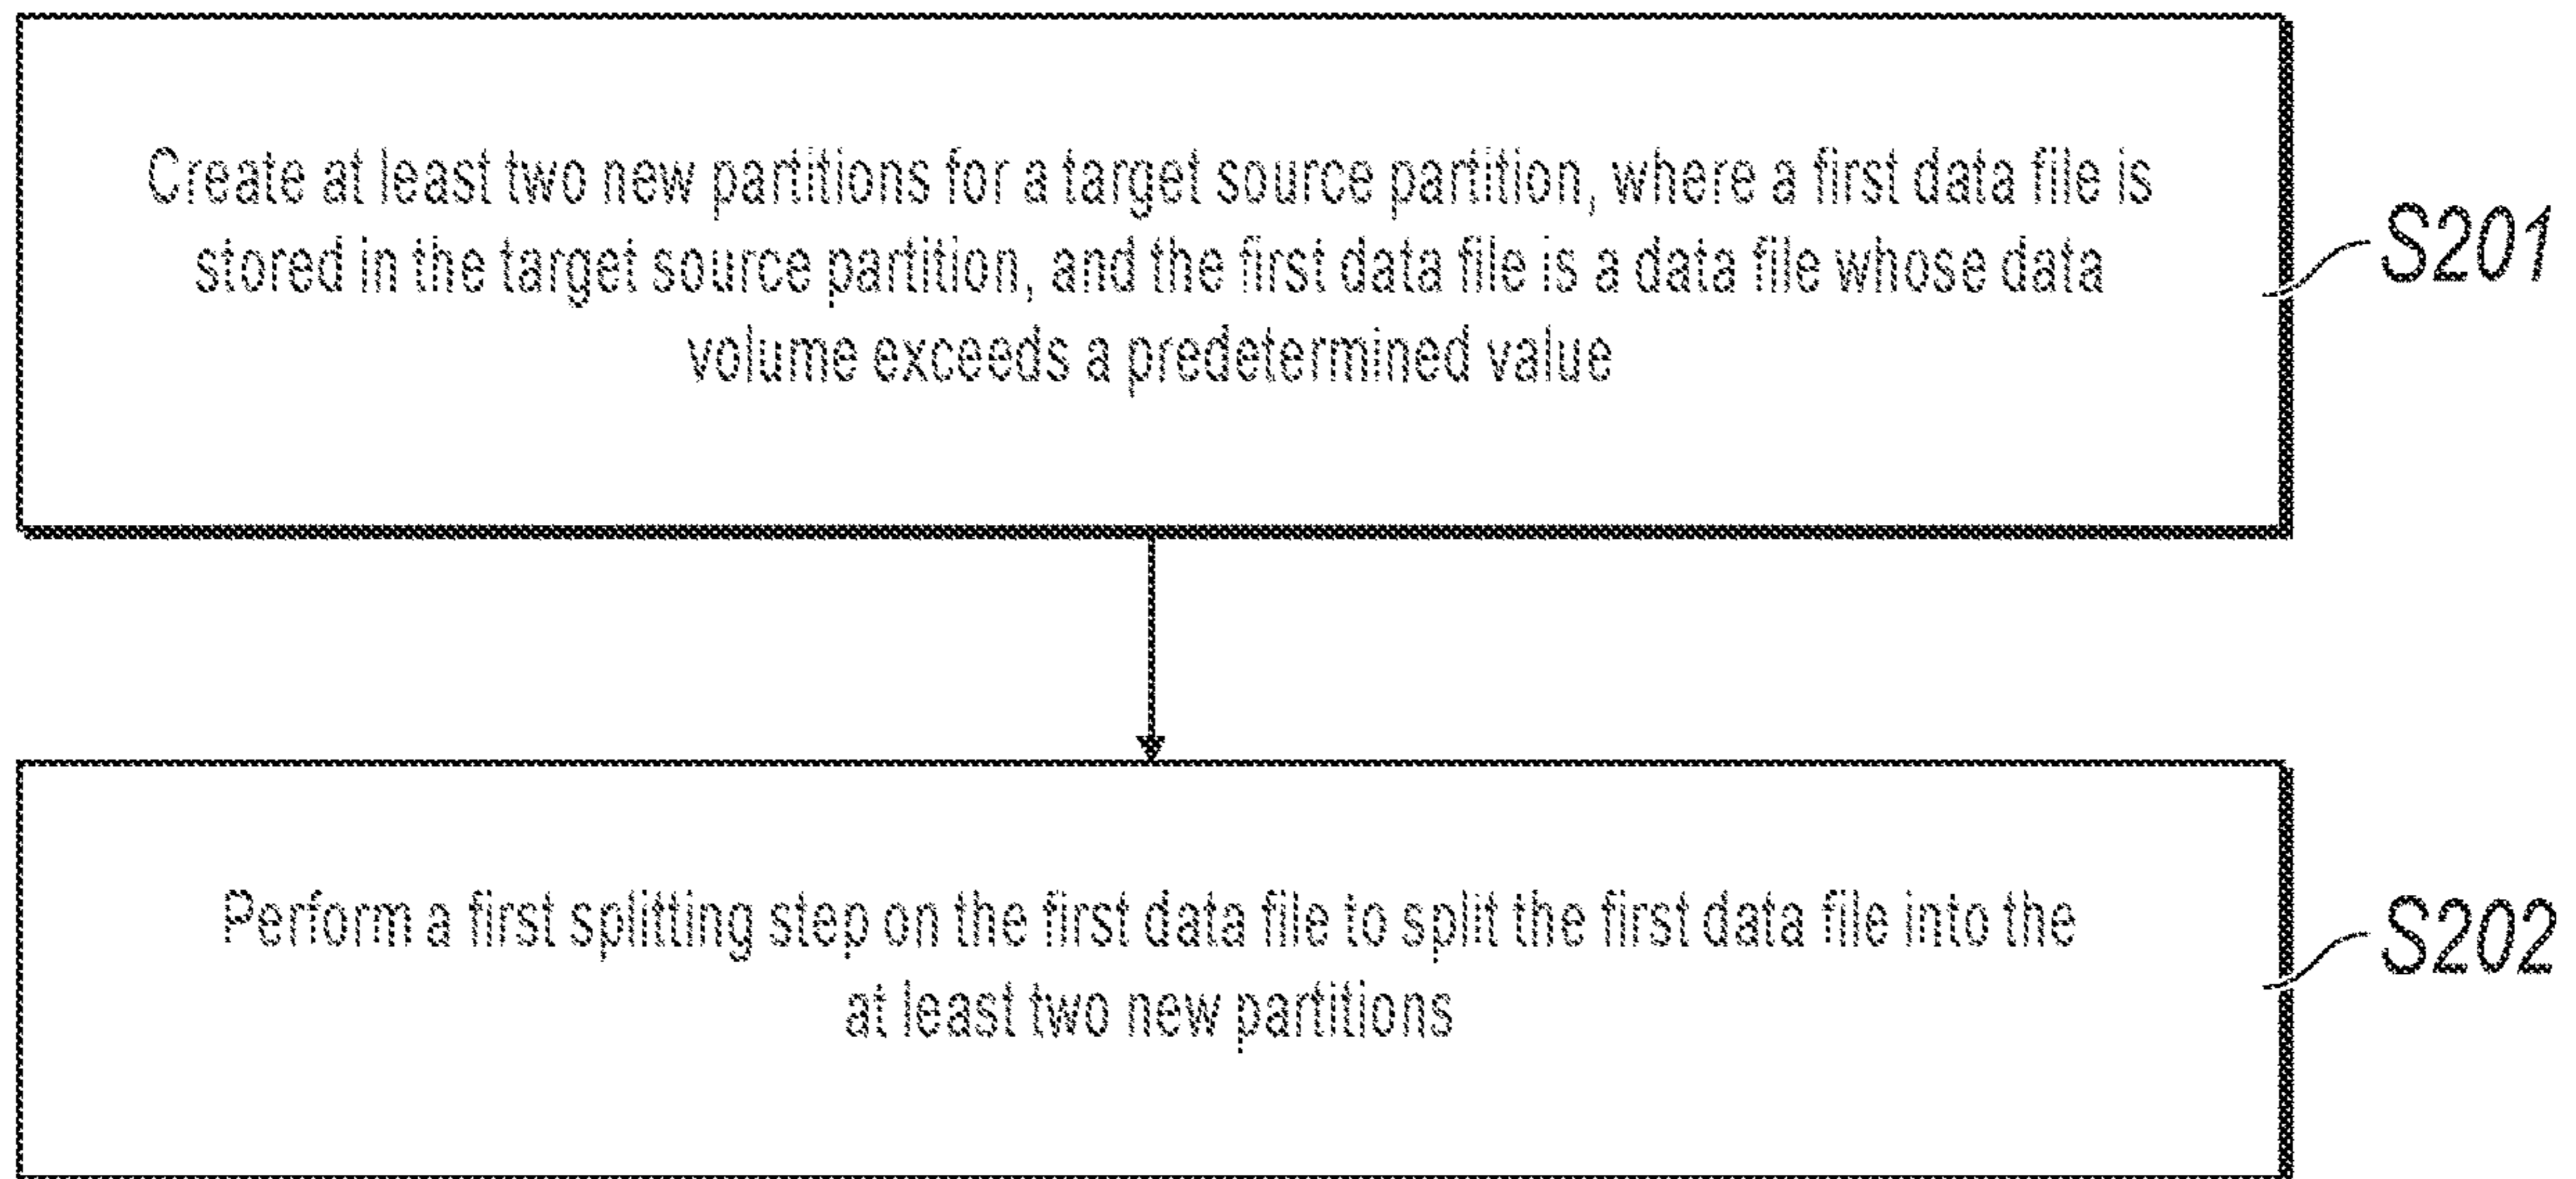 Create at least two new partitions for a target source partition, where a first data file is
stored in the target source partition, and the first data file is a data file whose data
volume exceeds a predetermined value
S201
Perform a first splitting step on the first data file to split the first data file into the
at least two new partitions
S202